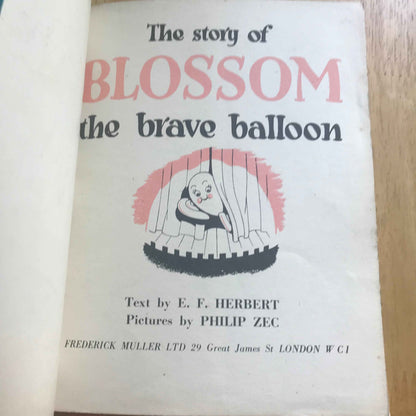 The story of
BLOSSOM
the brave balloon
Text by E. F. HERBERT
Pictures by PHILIP ZEC
FREDERICK MULLER LTD 29 Great James St LONDON W C 1